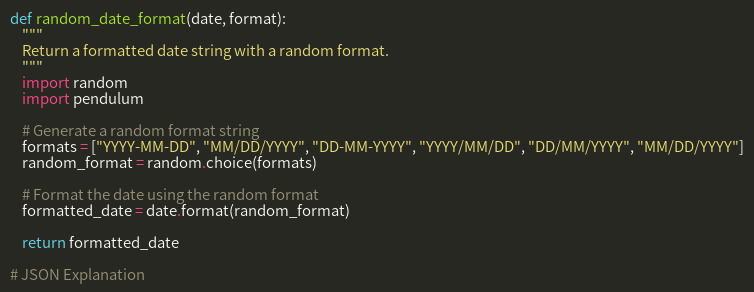 def random_date_format(date, format):
    """
    Return a formatted date string with a random format.
    """
    import random
    import pendulum
    # Generate a random format string
    formats = ["YYYY-MM-DD", "MM/DD/YYYY", "DD-MM-YYYY", "YYYY/MM/DD", "DD/MM/YYYY", "MM/DD/YYYY"]
    random_format = random.choice(formats)
    # Format the date using the random format
    formatted_date = date.format(random_format)
    return formatted_date
# JSON Explanation